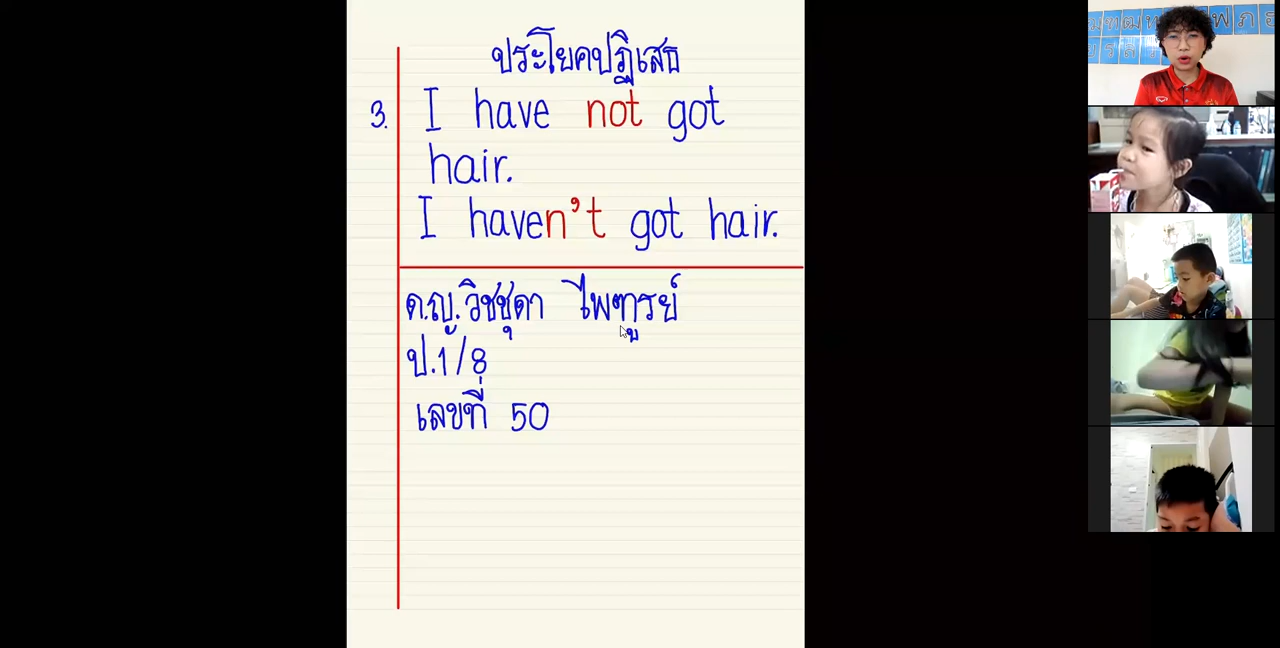 ประโยคปฏิเสธ
3. I have not got
hair.
I haven't got hair.
ด.ญ.วิชชุดา ไพฑูรย์
ป.1/8
เลขที่ 50